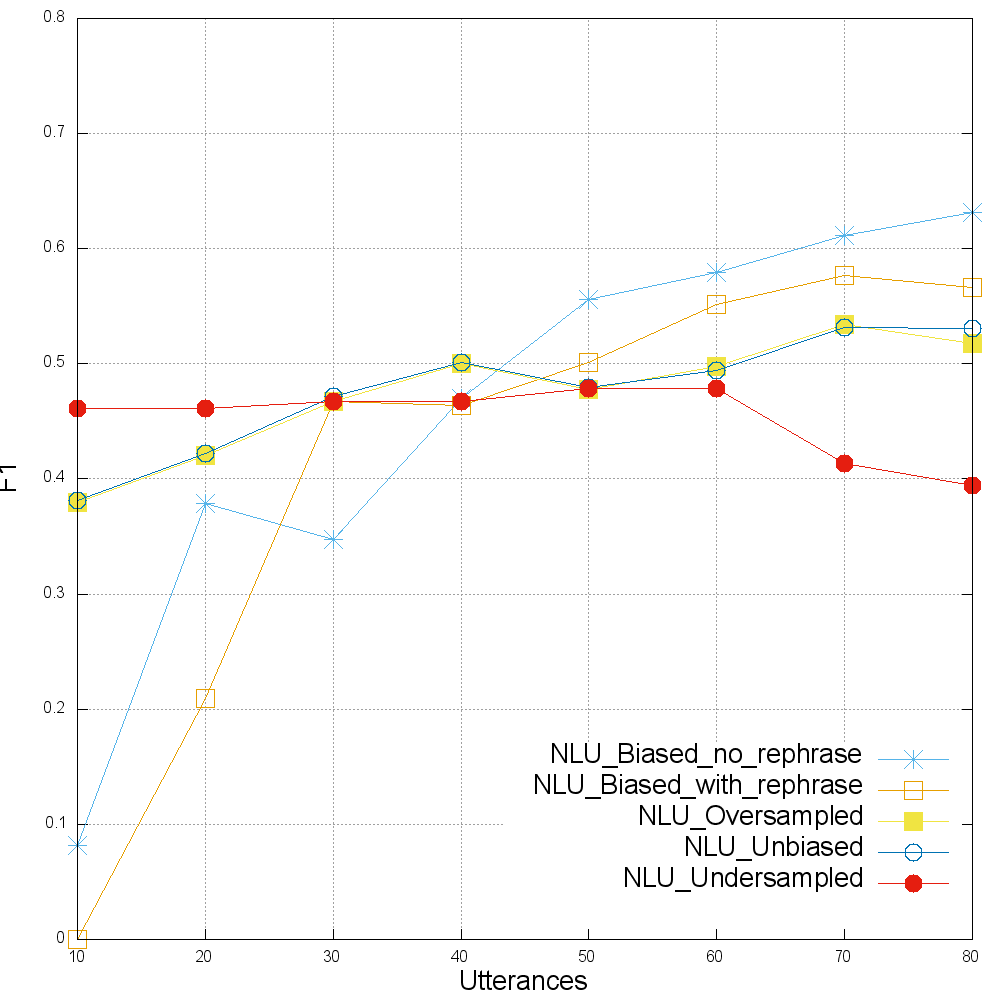 0.8
0.7
0.6
0.5
0.4
0.3
0.2
0.1
0
F1
NLU_Biased_no_rephrase
NLU_Biased_with_rephrase
NLU_Oversampled
NLU_Unbiased
NLU_Undersampled
10 20 30 40 50 60 70 80
Utterances